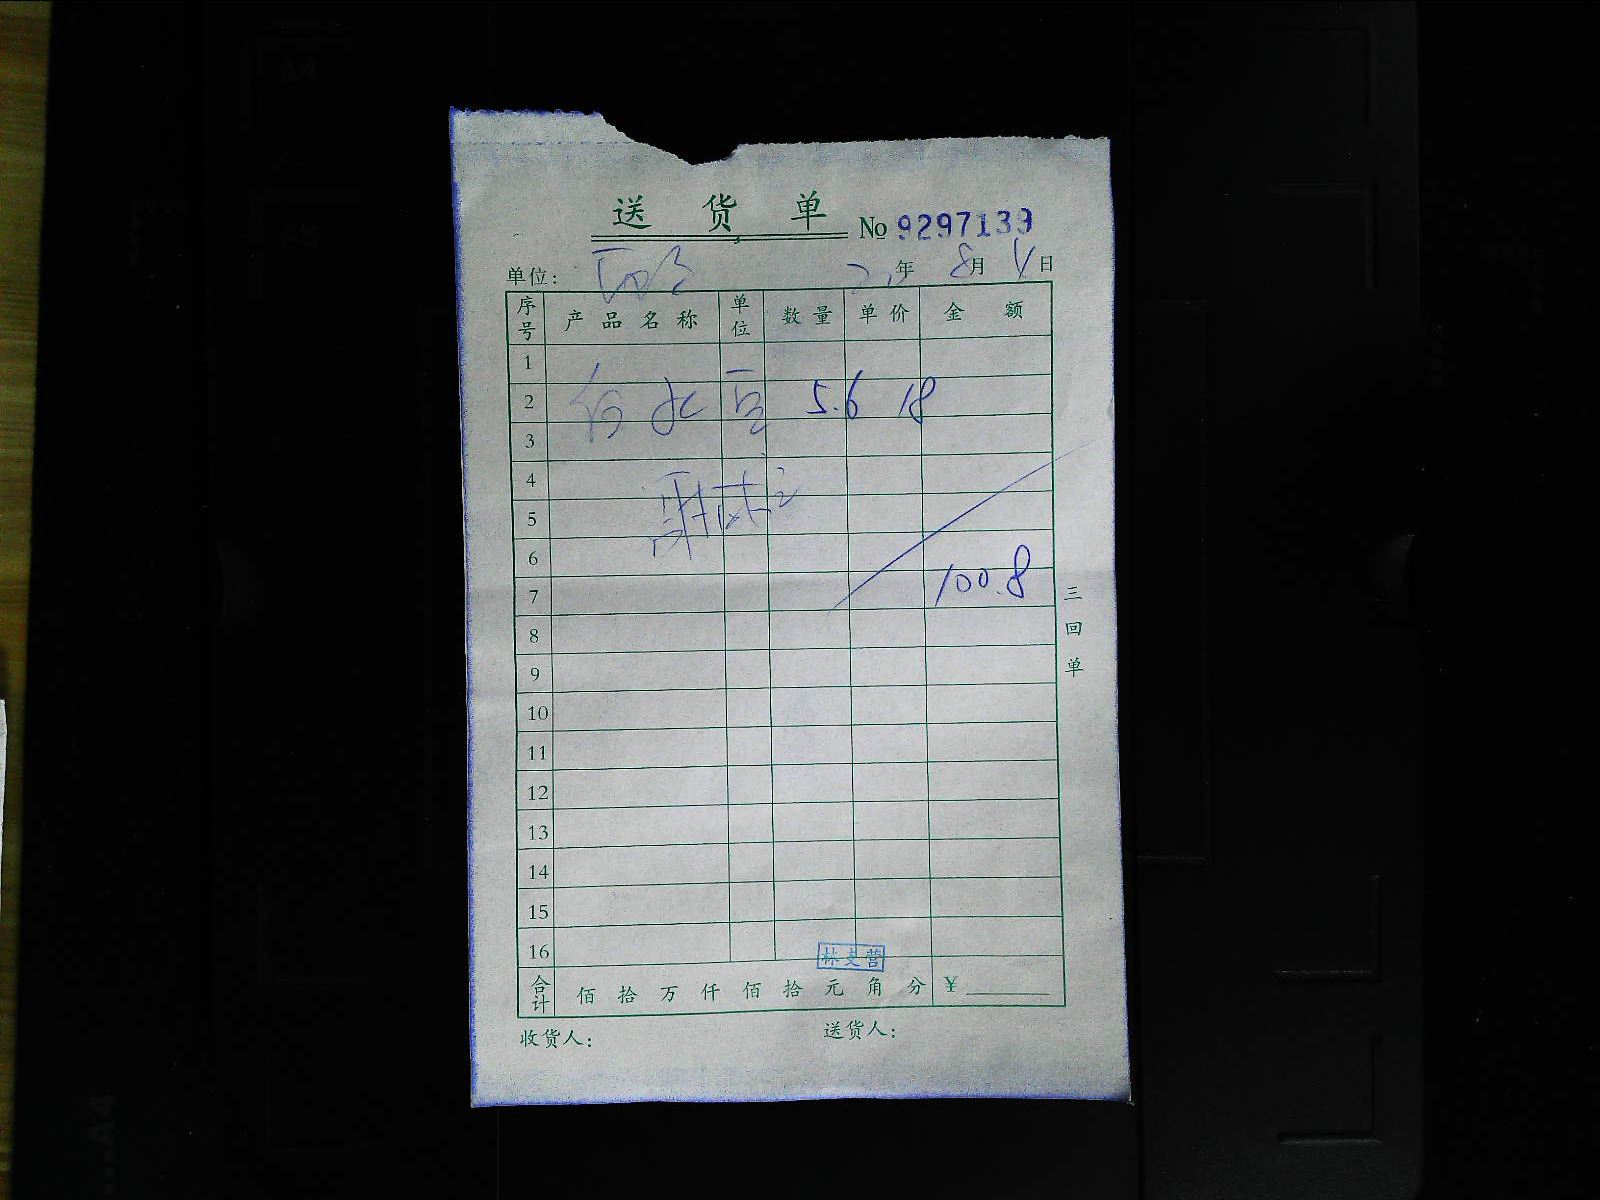 送货单 No 9297139
单位： 年 8月 日
序号 产品名称 单位 数量 单价 金额
1
2 水豆 5.6 18
3
4
5
6
7 100.8
8
9
10
11
12
13
14
15
16
合计 佰拾万仟佰拾元角分 ¥
收货人： 送货人：
三回单